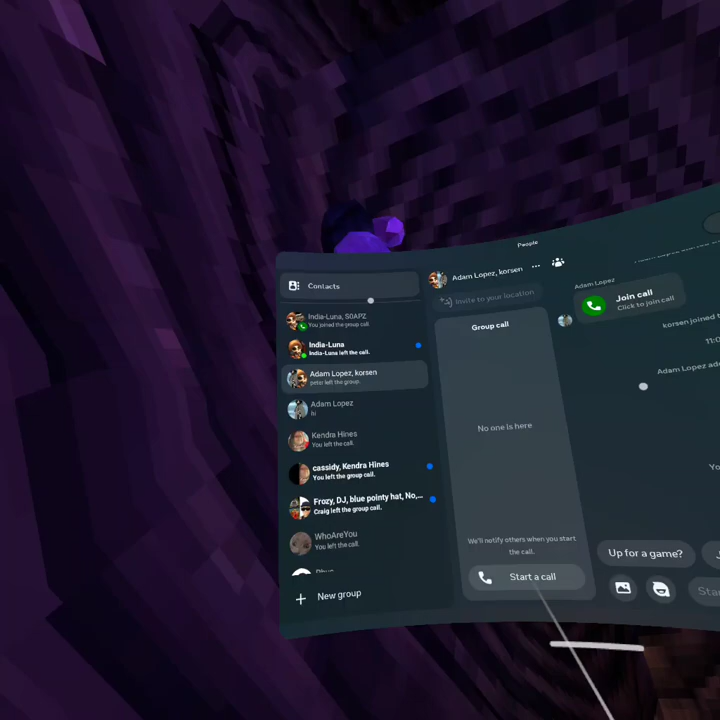 People
Contacts
India-Luna, S0APZ
You joined the group call
India-Luna
India-Luna left the call.
Adam Lopez, korsen
peter left the group.
Adam Lopez
hi
Kendra Hines
You left the call.
cassidy, Kendra Hines
You left the group call.
Frozy, DJ, blue pointy hat, No,...
Craig left the group call.
WhoAreYou
You left the call.
New group
Adam Lopez, korsen
Invite to your location
Group call
No one is here
We'll notify others when you start
the call.
Start a call
Adam Lopez
Join call
Click to join call
korsen joined t
11:0
Adam Lopez ade
Yo
Up for a game?
Sta